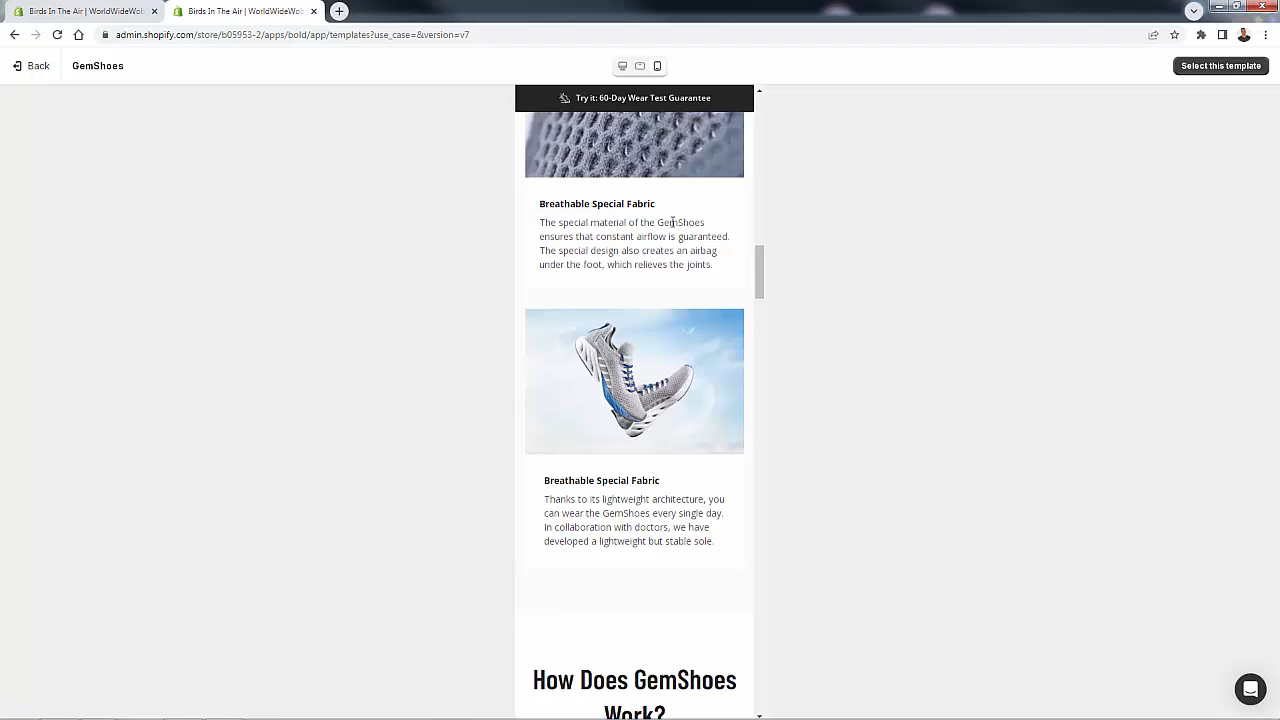 Birds In The Air | WorldWideWob
Birds In The Air | WorldWideWob
admin.shopify.com/store/b05953-2/apps/bold/app/templates?use_case=&version=v7
Back
GemShoes
Select this template
Try it: 60-Day Wear Test Guarantee
Breathable Special Fabric
The special material of the GemShoes
ensures that constant airflow is guaranteed.
The special design also creates an airbag
under the foot, which relieves the joints.
Breathable Special Fabric
Thanks to its lightweight architecture, you
can wear the GemShoes every single day.
In collaboration with doctors, we have
developed a lightweight but stable sole.
How Does GemShoes
Work?